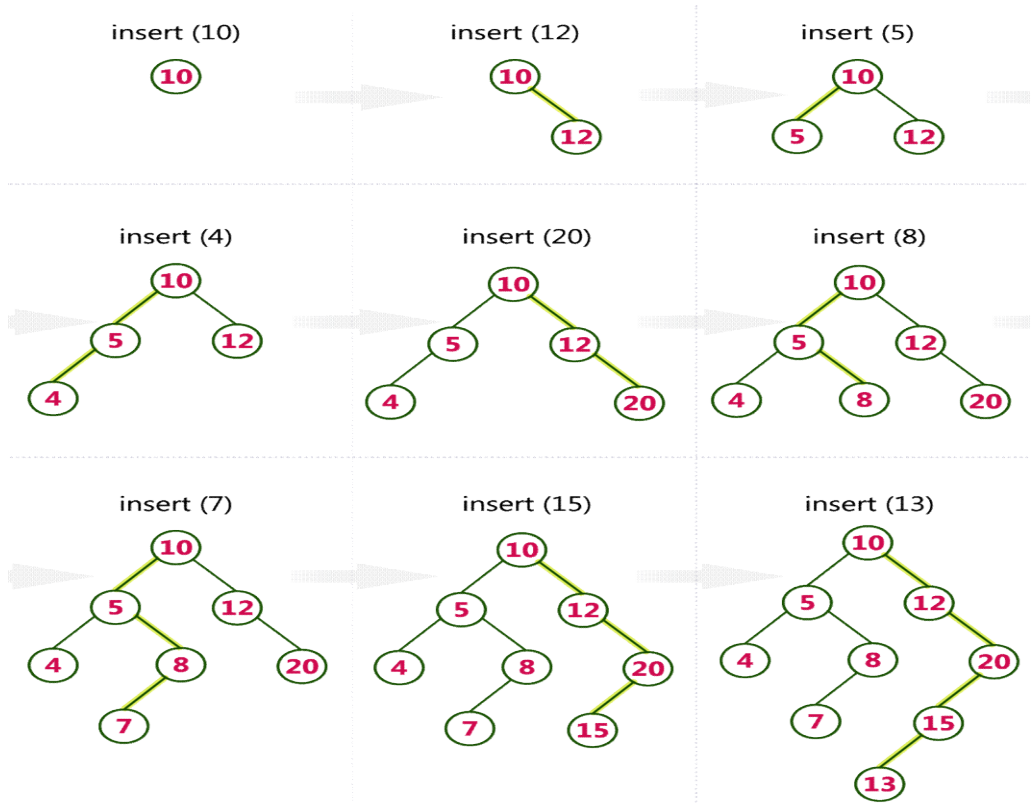 insert (10)
10
insert (12)
10
12
insert (5)
10
5 12
insert (4)
10
5 12
4
insert (20)
10
5 12
4 20
insert (8)
10
5 12
4 8 20
insert (7)
10
5 12
4 8 20
7
insert (15)
10
5 12
4 8 20
7 15
insert (13)
10
5 12
4 8 20
7 15
13